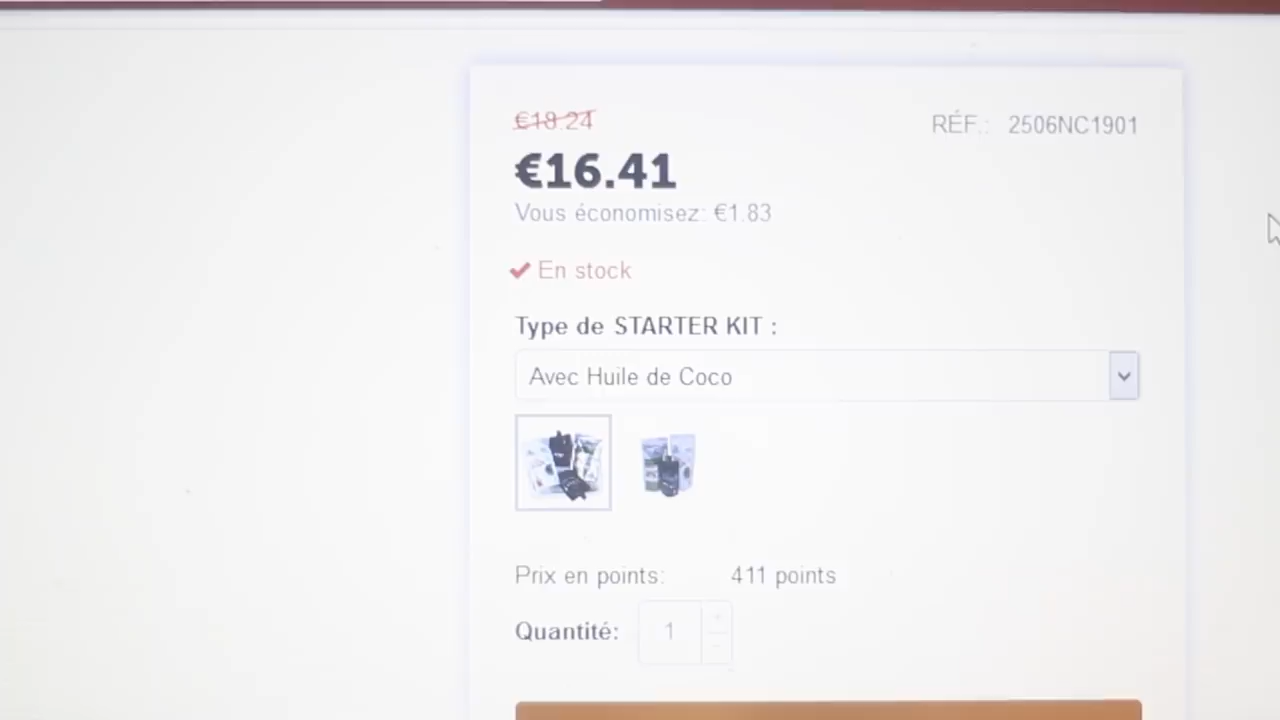 €18.24
RÉF.: 2506NC1901
€16.41
Vous économisez: €1.83
En stock
Type de STARTER KIT :
Avec Huile de Coco
Prix en points: 411 points
Quantité: 1